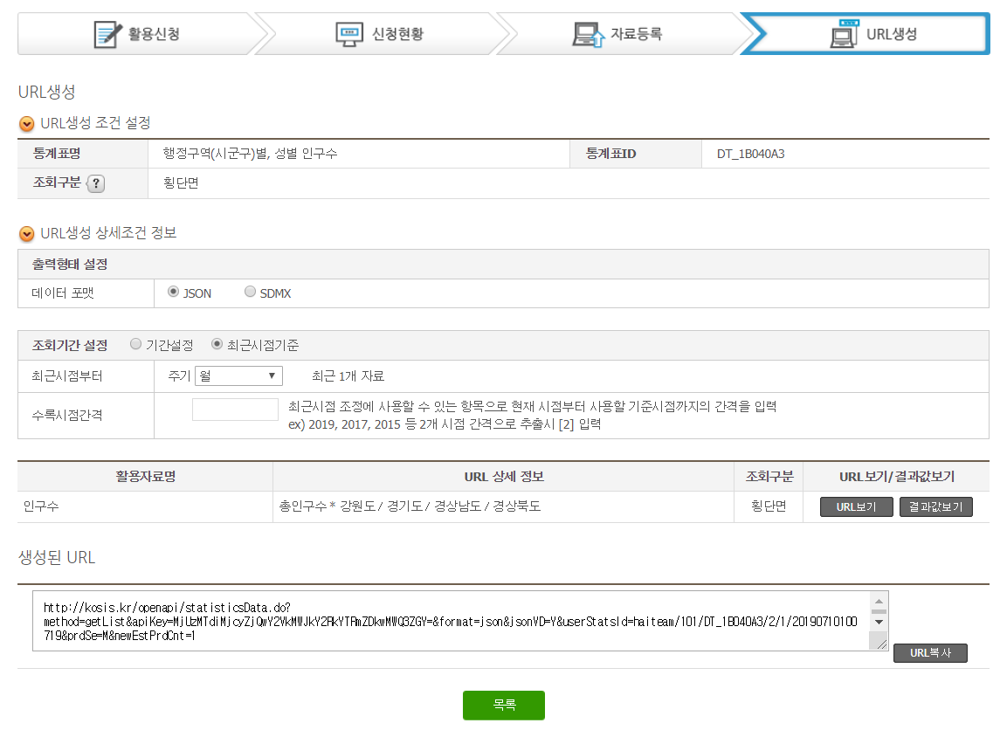 활용신청
신청현황
자료등록
URL생성
URL생성
URL생성 조건 설정
통계표명 행정구역(시군구)별, 성별 인구수 통계표ID DT_1B040A3
조회구분 ? 횡단면
URL생성 상세조건 정보
출력형태 설정
데이터 포맷 JSON SDMX
조회기간 설정 기간설정 최근시점기준
최근시점부터 주기 월 최근 1개 자료
수록시점간격 최근시점 조정에 사용할 수 있는 항목으로 현재 시점부터 사용할 기준시점까지의 간격을 입력
ex) 2019, 2017, 2015 등 2개 시점 간격으로 추출시 [2] 입력
활용자료명 URL 상세 정보 조회구분 URL보기/결과값보기
인구수 총인구수 * 강원도 / 경기도 / 경상남도 / 경상북도 횡단면 URL보기 결과값보기
생성된 URL
http://kosis.kr/openapi/statisticsData.do?
&format=json&jsonVD=Y&userStatsId=haiteam/101/DT_1B040A3/2/1/20190710100
719&prdSe=M&newEstPrdCnt=1
URL복사
목록